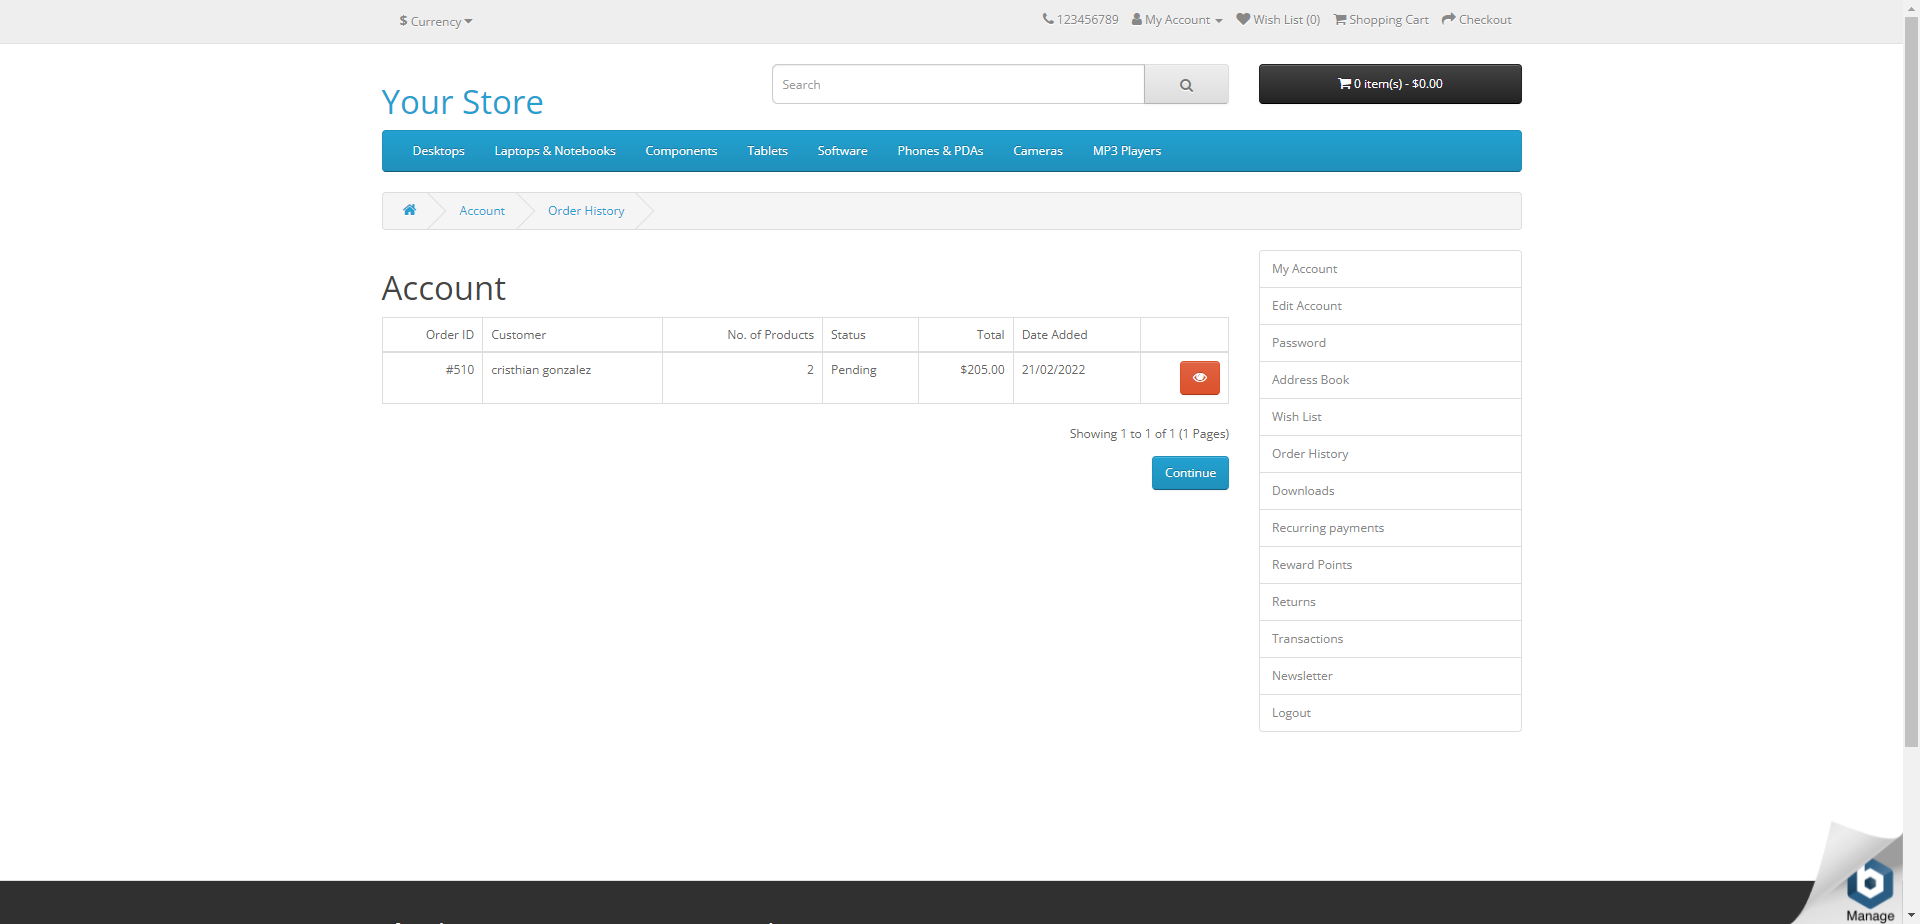 $ Currency
123456789 My Account Wish List (0) Shopping Cart Checkout
Your Store
Search
0 item(s) - $0.00
Desktops Laptops & Notebooks Components Tablets Software Phones & PDAs Cameras MP3 Players
Account Order History
Account
Order ID Customer No. of Products Status Total Date Added
#510 cristhian gonzalez 2 Pending $205.00 21/02/2022
Showing 1 to 1 of 1 (1 Pages)
Continue
My Account
Edit Account
Password
Address Book
Wish List
Order History
Downloads
Recurring payments
Reward Points
Returns
Transactions
Newsletter
Logout
Manage